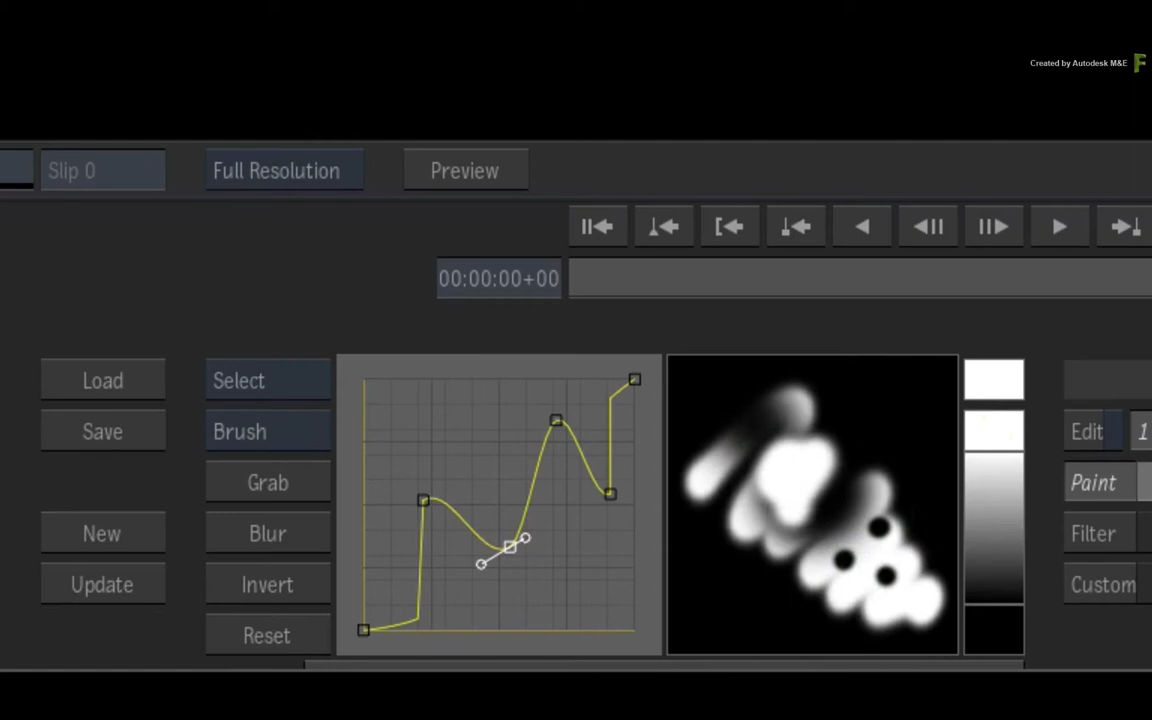 Created by Autodesk M&E
Slip 0
Full Resolution
Preview
00:00:00+00
Load
Select
Save
Brush
Edit
1
Grab
Paint
New
Blur
Filter
Update
Invert
Custom
Reset